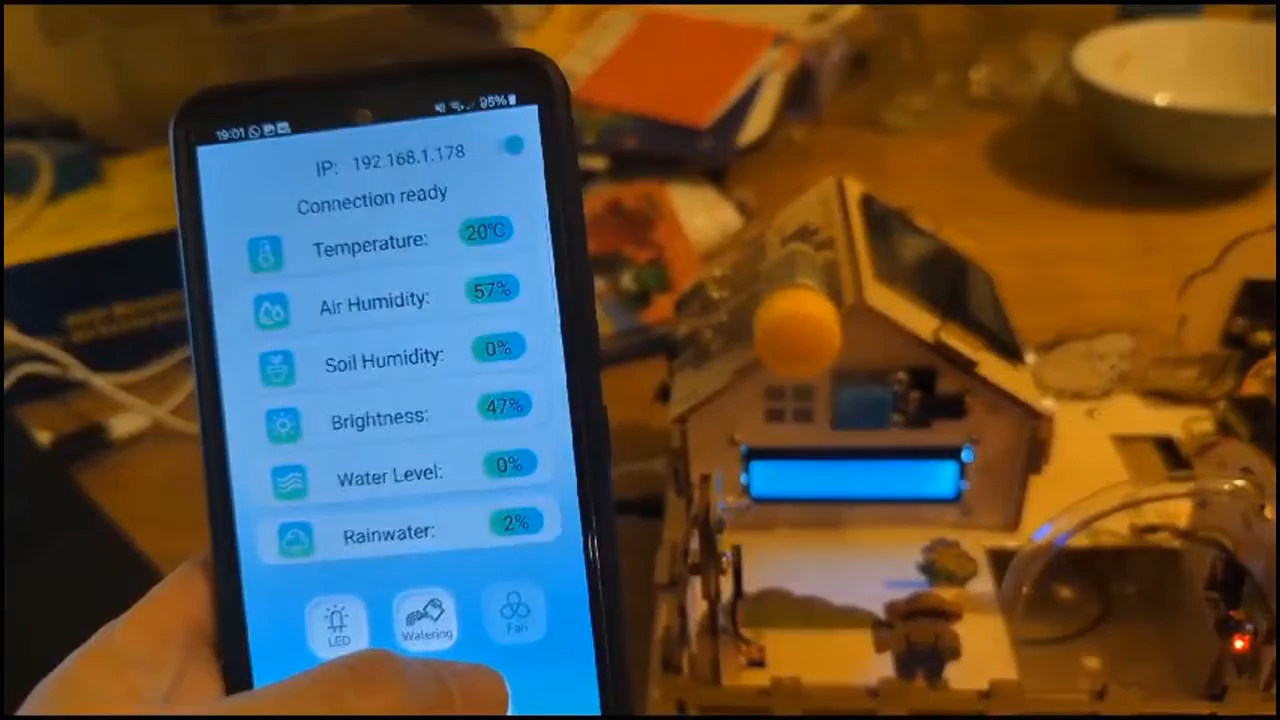 19:01 95%
IP: 192.168.1.178
Connection ready
Temperature: 20°C
Air Humidity: 57%
Soil Humidity: 0%
Brightness: 47%
Water Level: 0%
Rainwater: 2%
LED Watering Fan